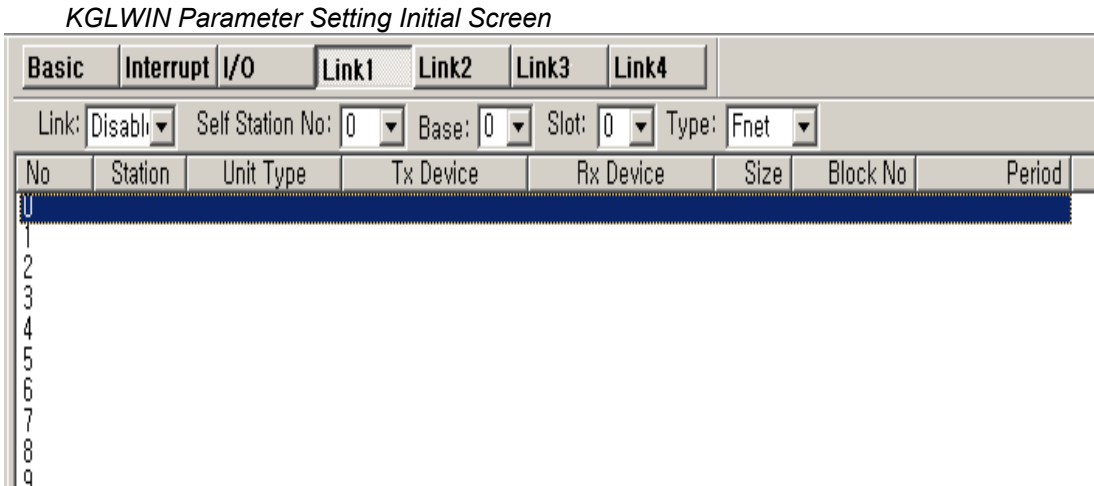 KGLWIN Parameter Setting Initial Screen
Basic Interrupt I/O Link1 Link2 Link3 Link4
Link: Disabl Self Station No: 0 Base: 0 Slot: 0 Type: Fnet
No Station Unit Type Tx Device Rx Device Size Block No Period
0
1
2
3
4
5
6
7
8
9